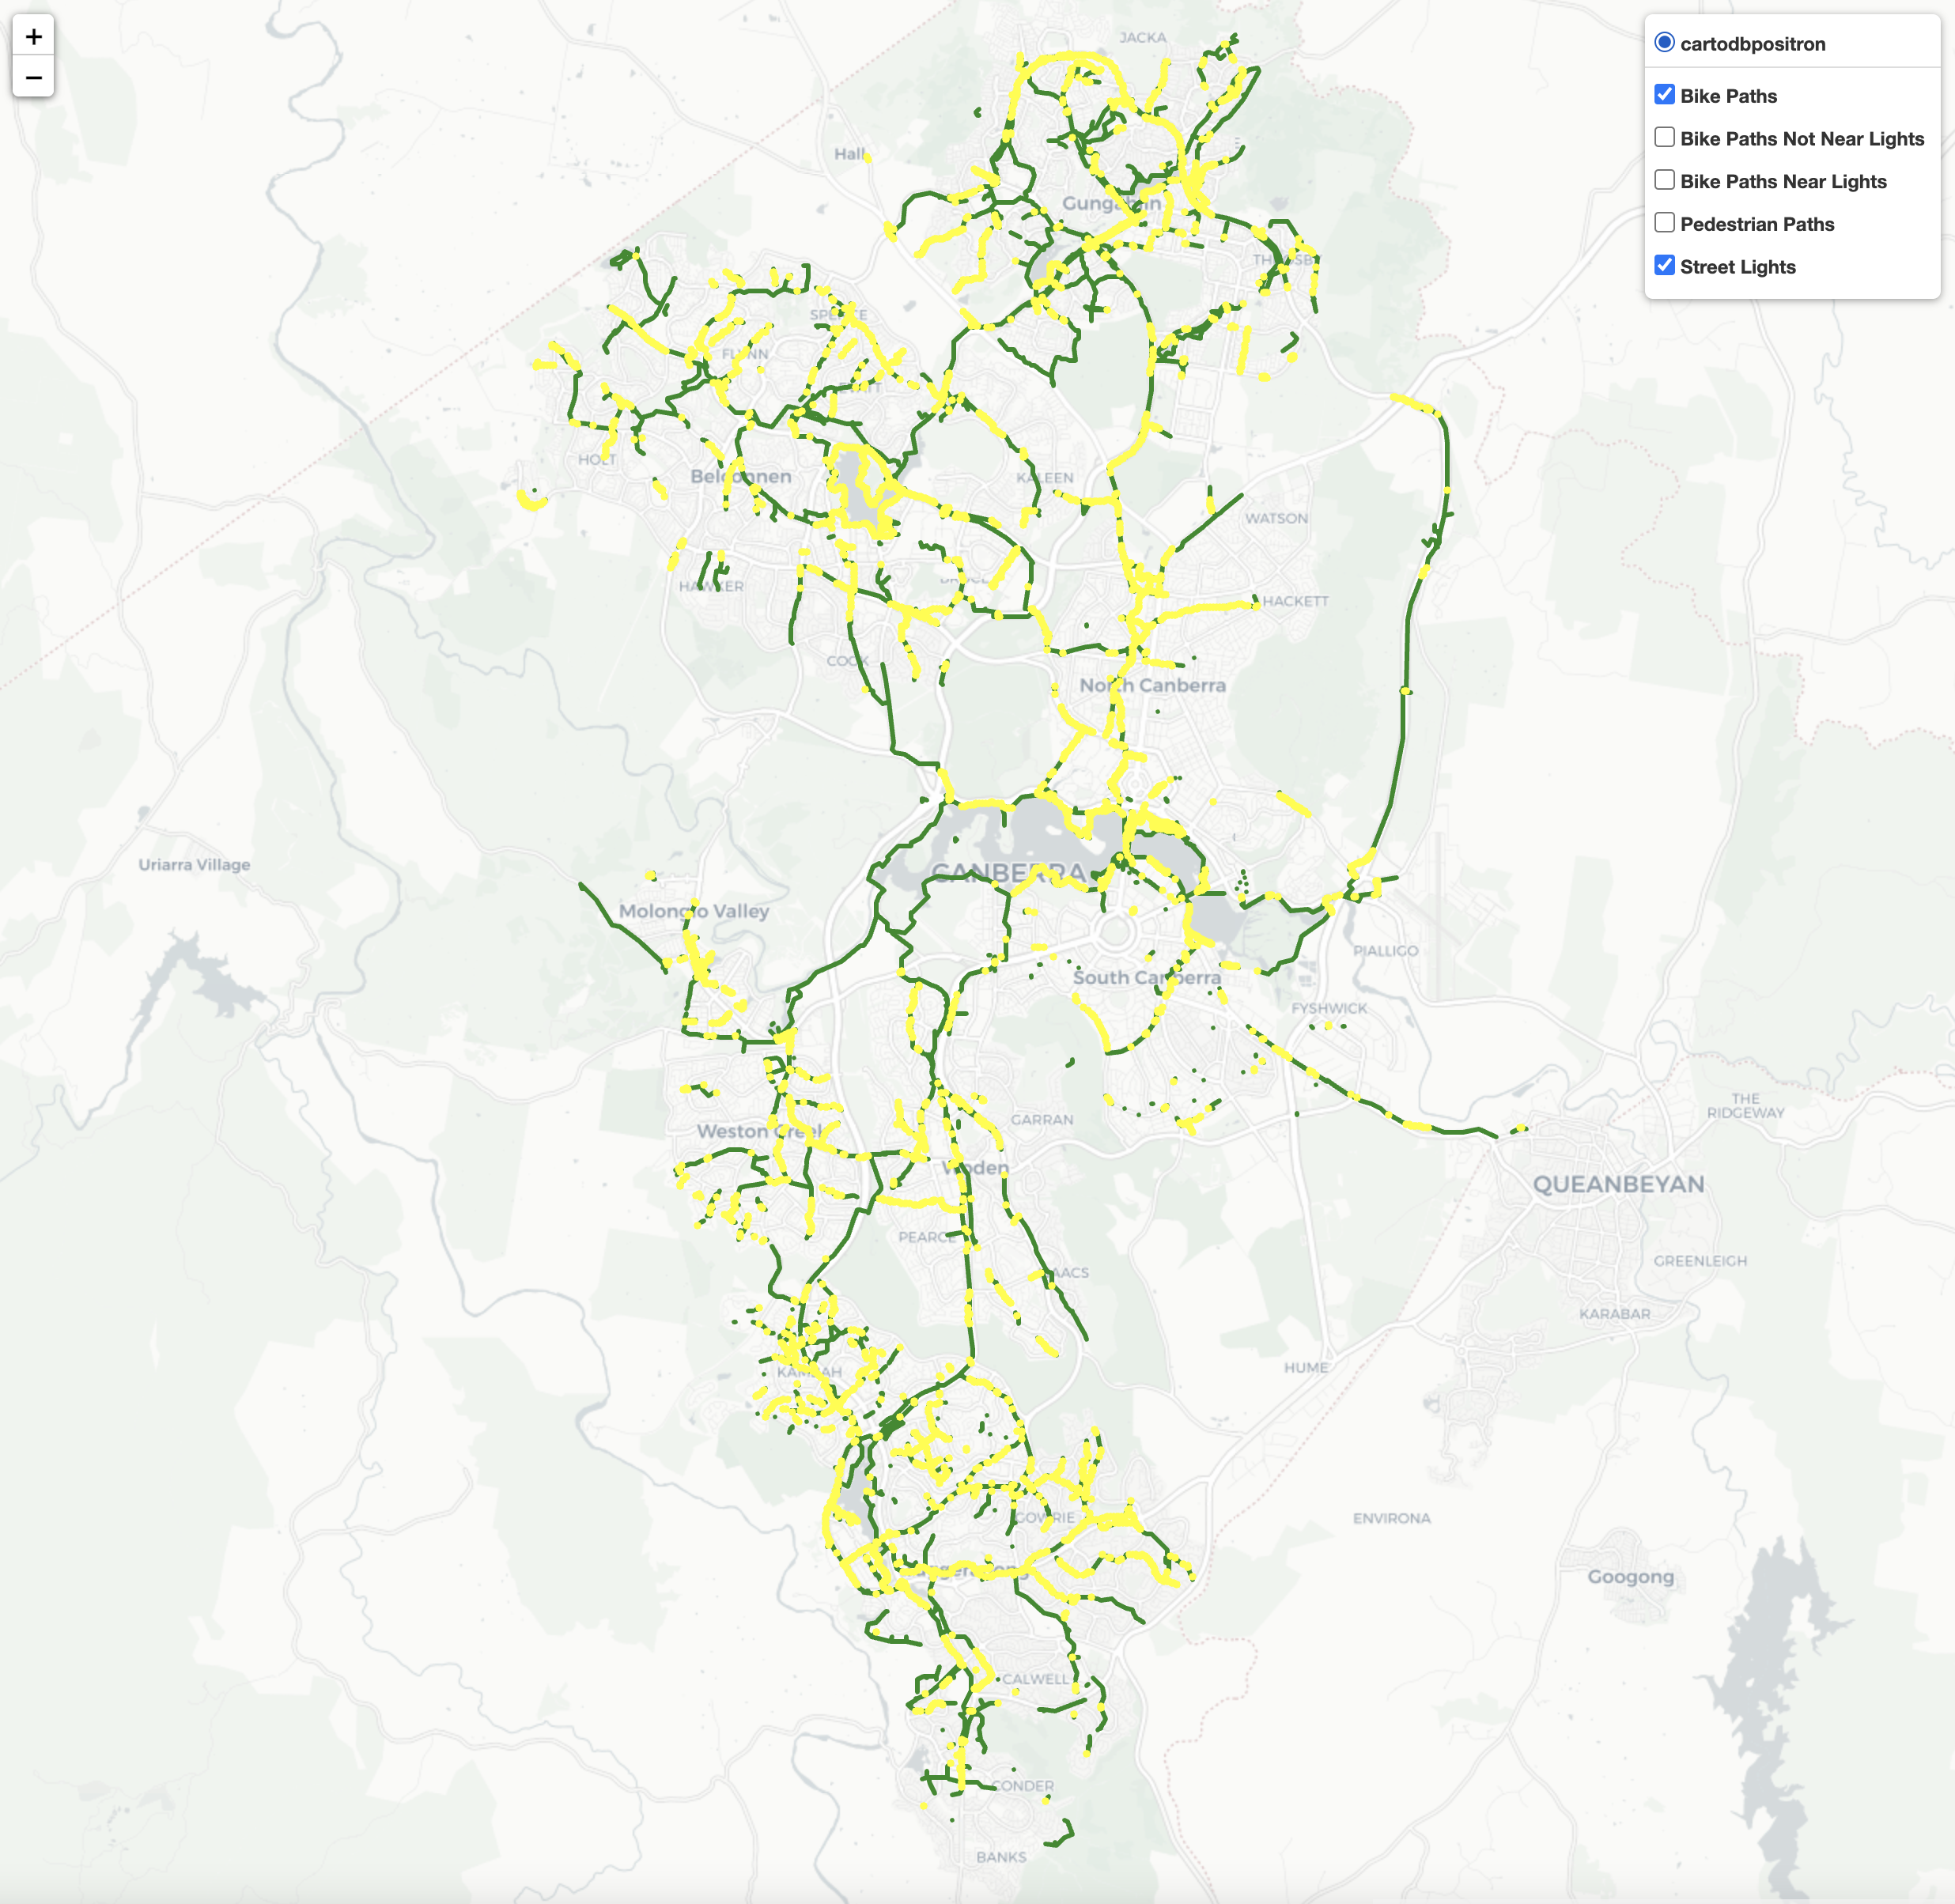 +
−
cartodbpositron
Bike Paths
Bike Paths Not Near Lights
Bike Paths Near Lights
Pedestrian Paths
Street Lights
JACKA
Hall
Gungahlin
SPENCE
FLYNN
HOLT
Belconnen
KALEEN
WATSON
HAWKER
BRUCE
HACKETT
COOK
North Canberra
Uriarra Village
CANBERRA
Molonglo Valley
PIALLIGO
South Canberra
FYSHWICK
THE
RIDGEWAY
GARRAN
Weston Creek
Woden
QUEANBEYAN
PEARCE
GREENLEIGH
KARABAR
HUME
KAMBAH
GOWRIE
ENVIRONA
Googong
CALWELL
CONDER
BANKS